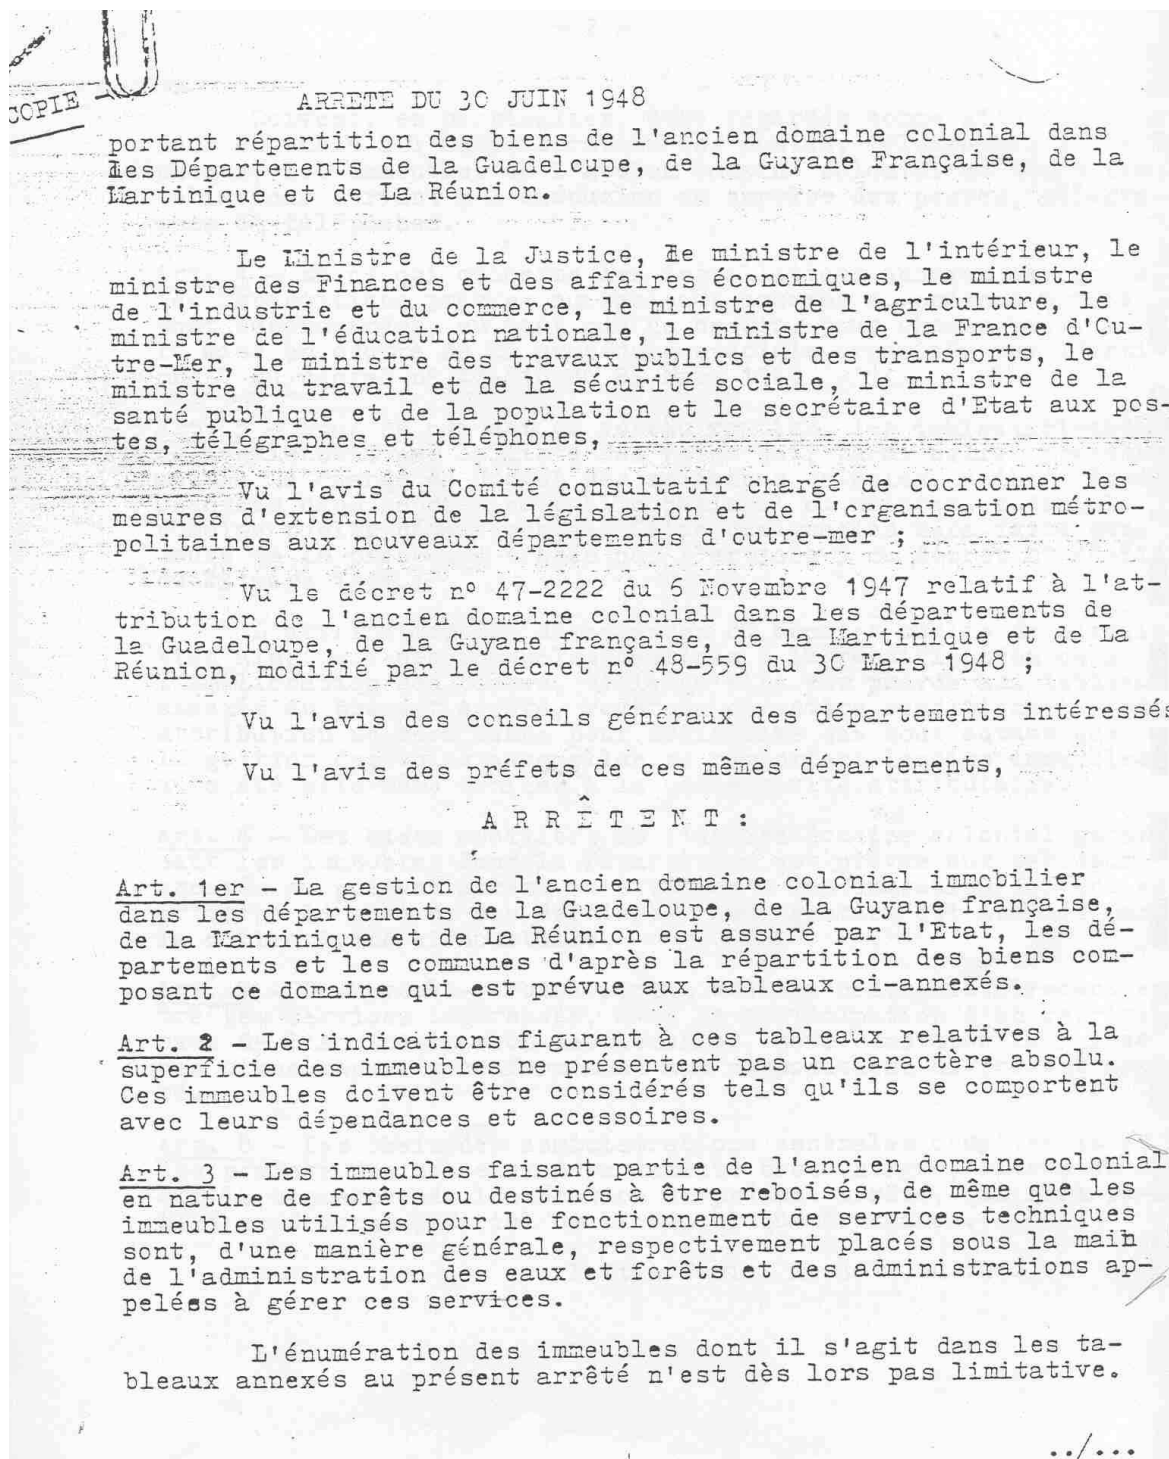 COPIE
ARRETE DU 30 JUIN 1948
portant répartition des biens de l'ancien domaine colonial dans
les Départements de la Guadeloupe, de la Guyane Française, de la
Martinique et de La Réunion.
Le Ministre de la Justice, le ministre de l'intérieur, le
ministre des Finances et des affaires économiques, le ministre
de l'industrie et du commerce, le ministre de l'agriculture, le
ministre de l'éducation nationale, le ministre de la France d'Ou-
tre-Mer, le ministre des travaux publics et des transports, le
ministre du travail et de la sécurité sociale, le ministre de la
santé publique et de la population et le secrétaire d'Etat aux pos-
tes, télégraphes et téléphones,
Vu l'avis du Comité consultatif chargé de coordonner les
mesures d'extension de la législation et de l'organisation métro-
politaines aux nouveaux départements d'outre-mer ;
Vu le décret nº 47-2222 du 6 Novembre 1947 relatif à l'at-
tribution de l'ancien domaine colonial dans les départements de
la Guadeloupe, de la Guyane française, de la Martinique et de La
Réunion, modifié par le décret nº 48-559 du 30 Mars 1948 ;
Vu l'avis des conseils généraux des départements intéressés
Vu l'avis des préfets de ces mêmes départements,
A R R Ê T E N T :
Art. 1er - La gestion de l'ancien domaine colonial immobilier
dans les départements de la Guadeloupe, de la Guyane française,
de la Martinique et de La Réunion est assuré par l'Etat, les dé-
partements et les communes d'après la répartition des biens com-
posant ce domaine qui est prévue aux tableaux ci-annexés.
Art. 2 - Les indications figurant à ces tableaux relatives à la
superficie des immeubles ne présentent pas un caractère absolu.
Ces immeubles doivent être considérés tels qu'ils se comportent
avec leurs dépendances et accessoires.
Art. 3 - Les immeubles faisant partie de l'ancien domaine colonial
en nature de forêts ou destinés à être reboisés, de même que les
immeubles utilisés pour le fonctionnement de services techniques
sont, d'une manière générale, respectivement placés sous la main
de l'administration des eaux et forêts et des administrations ap-
pelées à gérer ces services.
L'énumération des immeubles dont il s'agit dans les ta-
bleaux annexés au présent arrêté n'est dès lors pas limitative.
../...